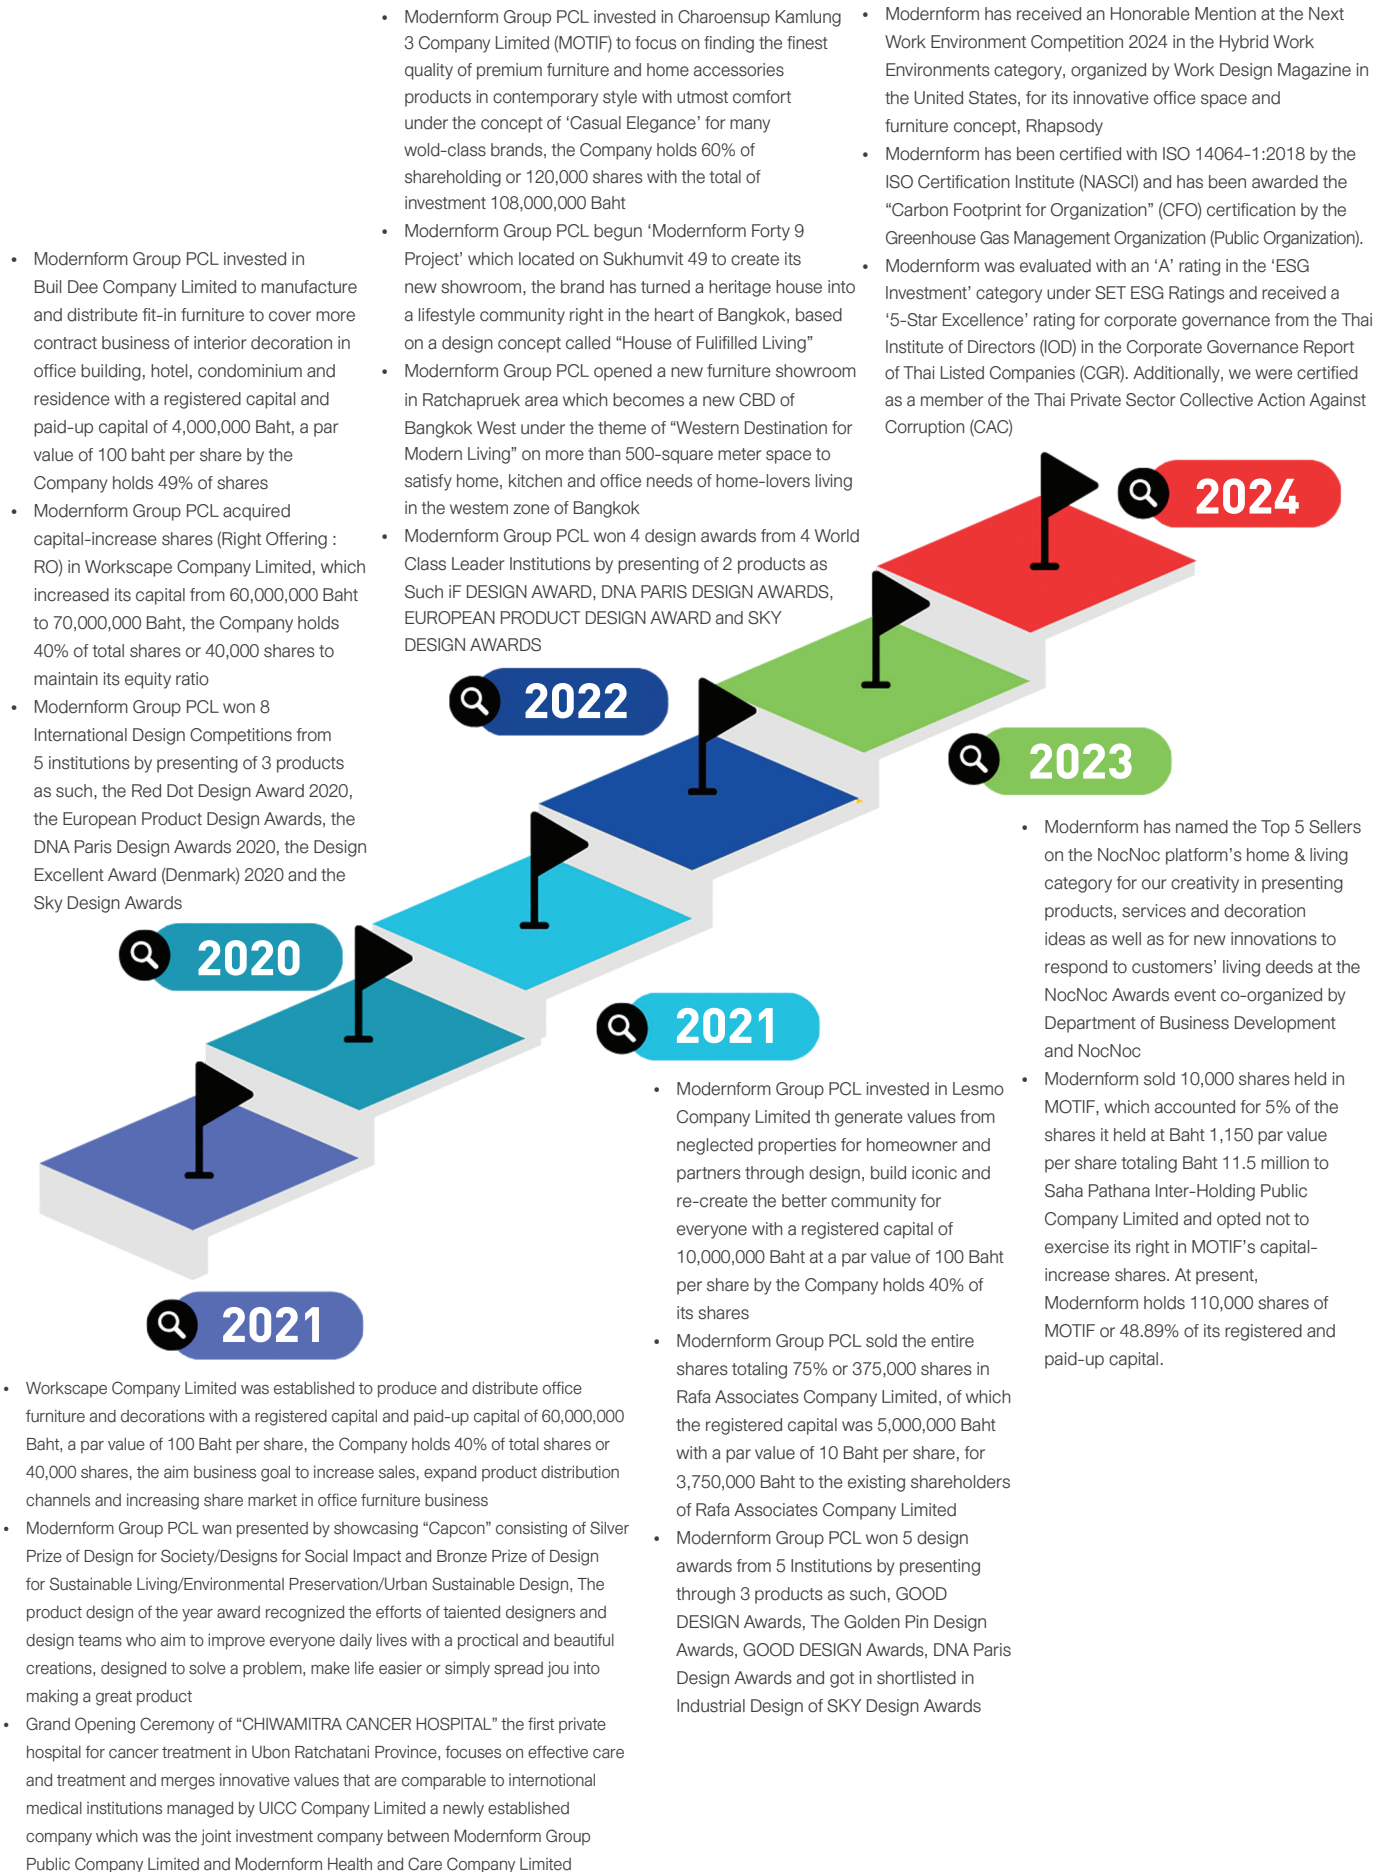 • Modernform Group PCL invested in
Buil Dee Company Limited to manufacture
and distribute fit-in furniture to cover more
contract business of interior decoration in
office building, hotel, condominium and
residence with a registered capital and
paid-up capital of 4,000,000 Baht, a par
value of 100 baht per share by the
Company holds 49% of shares
• Modernform Group PCL acquired
capital-increase shares (Right Offering :
RO) in Workscape Company Limited, which
increased its capital from 60,000,000 Baht
to 70,000,000 Baht, the Company holds
40% of total shares or 40,000 shares to
maintain its equity ratio
• Modernform Group PCL won 8
International Design Competitions from
5 institutions by presenting of 3 products
as such, the Red Dot Design Award 2020,
the European Product Design Awards, the
DNA Paris Design Awards 2020, the Design
Excellent Award (Denmark) 2020 and the
Sky Design Awards
2020
• Modernform Group PCL invested in Charoensup Kamlung
3 Company Limited (MOTIF) to focus on finding the finest
quality of premium furniture and home accessories
products in contemporary style with utmost comfort
under the concept of ‘Casual Elegance’ for many
wold-class brands, the Company holds 60% of
shareholding or 120,000 shares with the total of
investment 108,000,000 Baht
• Modernform Group PCL begun ‘Modernform Forty 9
Project’ which located on Sukhumvit 49 to create its
new showroom, the brand has turned a heritage house into
a lifestyle community right in the heart of Bangkok, based
on a design concept called “House of Fulifilled Living”
• Modernform Group PCL opened a new furniture showroom
in Ratchapruek area which becomes a new CBD of
Bangkok West under the theme of “Western Destination for
Modern Living” on more than 500-square meter space to
satisfy home, kitchen and office needs of home-lovers living
in the westem zone of Bangkok
• Modernform Group PCL won 4 design awards from 4 World
Class Leader Institutions by presenting of 2 products as
Such iF DESIGN AWARD, DNA PARIS DESIGN AWARDS,
EUROPEAN PRODUCT DESIGN AWARD and SKY
DESIGN AWARDS
2022
• Modernform has received an Honorable Mention at the Next
Work Environment Competition 2024 in the Hybrid Work
Environments category, organized by Work Design Magazine in
the United States, for its innovative office space and
furniture concept, Rhapsody
• Modernform has been certified with ISO 14064-1:2018 by the
ISO Certification Institute (NASCI) and has been awarded the
“Carbon Footprint for Organization” (CFO) certification by the
Greenhouse Gas Management Organization (Public Organization).
• Modernform was evaluated with an ‘A’ rating in the ‘ESG
Investment’ category under SET ESG Ratings and received a
‘5-Star Excellence’ rating for corporate governance from the Thai
Institute of Directors (IOD) in the Corporate Governance Report
of Thai Listed Companies (CGR). Additionally, we were certified
as a member of the Thai Private Sector Collective Action Against
Corruption (CAC)
2024
2023
• Modernform has named the Top 5 Sellers
on the NocNoc platform’s home & living
category for our creativity in presenting
products, services and decoration
ideas as well as for new innovations to
respond to customers’ living deeds at the
NocNoc Awards event co-organized by
Department of Business Development
and NocNoc
• Modernform sold 10,000 shares held in
MOTIF, which accounted for 5% of the
shares it held at Baht 1,150 par value
per share totaling Baht 11.5 million to
Saha Pathana Inter-Holding Public
Company Limited and opted not to
exercise its right in MOTIF’s capital-
increase shares. At present,
Modernform holds 110,000 shares of
MOTIF or 48.89% of its registered and
paid-up capital.
2021
• Modernform Group PCL invested in Lesmo
Company Limited th generate values from
neglected properties for homeowner and
partners through design, build iconic and
re-create the better community for
everyone with a registered capital of
10,000,000 Baht at a par value of 100 Baht
per share by the Company holds 40% of
its shares
• Modernform Group PCL sold the entire
shares totaling 75% or 375,000 shares in
Rafa Associates Company Limited, of which
the registered capital was 5,000,000 Baht
with a par value of 10 Baht per share, for
3,750,000 Baht to the existing shareholders
of Rafa Associates Company Limited
• Modernform Group PCL won 5 design
awards from 5 Institutions by presenting
through 3 products as such, GOOD
DESIGN Awards, The Golden Pin Design
Awards, GOOD DESIGN Awards, DNA Paris
Design Awards and got in shortlisted in
Industrial Design of SKY Design Awards
2021
• Workscape Company Limited was established to produce and distribute office
furniture and decorations with a registered capital and paid-up capital of 60,000,000
Baht, a par value of 100 Baht per share, the Company holds 40% of total shares or
40,000 shares, the aim business goal to increase sales, expand product distribution
channels and increasing share market in office furniture business
• Modernform Group PCL wan presented by showcasing “Capcon” consisting of Silver
Prize of Design for Society/Designs for Social Impact and Bronze Prize of Design
for Sustainable Living/Environmental Preservation/Urban Sustainable Design, The
product design of the year award recognized the efforts of taiented designers and
design teams who aim to improve everyone daily lives with a proctical and beautiful
creations, designed to solve a problem, make life easier or simply spread jou into
making a great product
• Grand Opening Ceremony of “CHIWAMITRA CANCER HOSPITAL” the first private
hospital for cancer treatment in Ubon Ratchatani Province, focuses on effective care
and treatment and merges innovative values that are comparable to internotional
medical institutions managed by UICC Company Limited a newly established
company which was the joint investment company between Modernform Group
Public Company Limited and Modernform Health and Care Company Limited